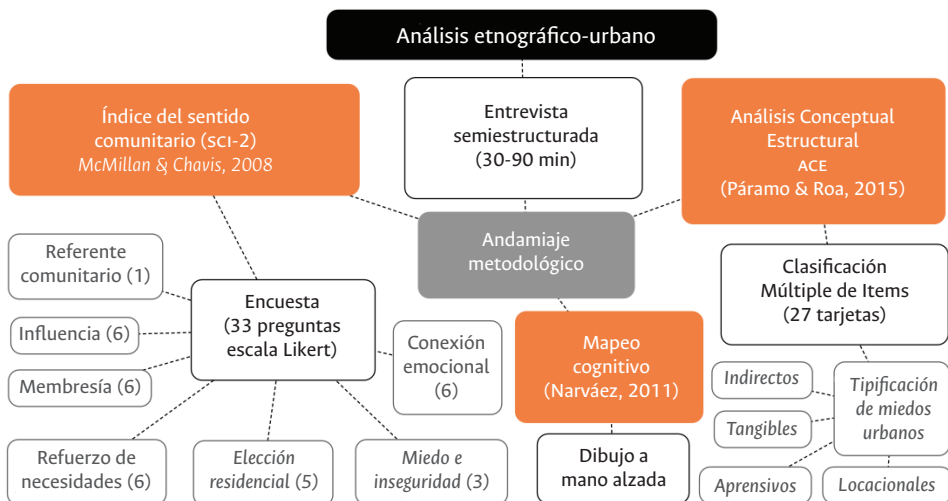 Análisis etnográfico-urbano
Índice del sentido
comunitario (SCI-2)
McMillan & Chavis, 2008
Entrevista
semiestructurada
(30-90 min)
Análisis Conceptual
Estructural
ACE
(Páramo & Roa, 2015)
Andamiaje
metodológico
Referente
comunitario (1)
Influencia (6)
Membresía (6)
Refuerzo de
necesidades (6)
Encuesta
(33 preguntas
escala Likert)
Elección
residencial (5)
Miedo e
inseguridad (3)
Conexión
emocional
(6)
Mapeo
cognitivo
(Narváez, 2011)
Dibujo a
mano alzada
Clasificación
Múltiple de Items
(27 tarjetas)
Indirectos
Tangibles
Aprensivos
Tipificación
de miedos
urbanos
Locacionales